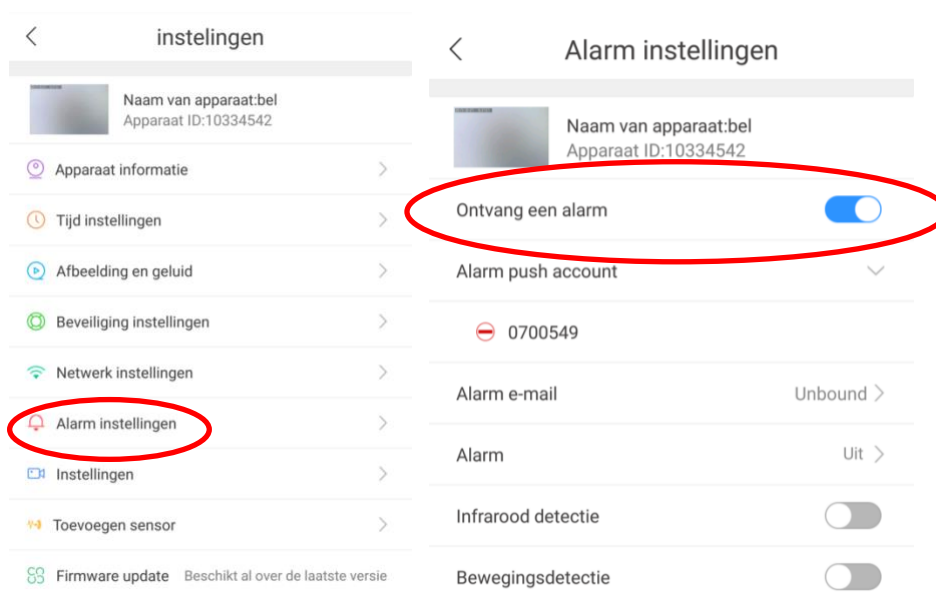 instelingen
Naam van apparaat:bel
Apparaat ID:10334542
Apparaat informatie
Tijd instellingen
Afbeelding en geluid
Beveiliging instellingen
Netwerk instellingen
Alarm instellingen
Instellingen
Toevoegen sensor
Firmware update Beschikt al over de laatste versie
Alarm instellingen
Naam van apparaat:bel
Apparaat ID:10334542
Ontvang een alarm
Alarm push account
0700549
Alarm e-mail Unbound
Alarm Uit
Infrarood detectie
Bewegingsdetectie